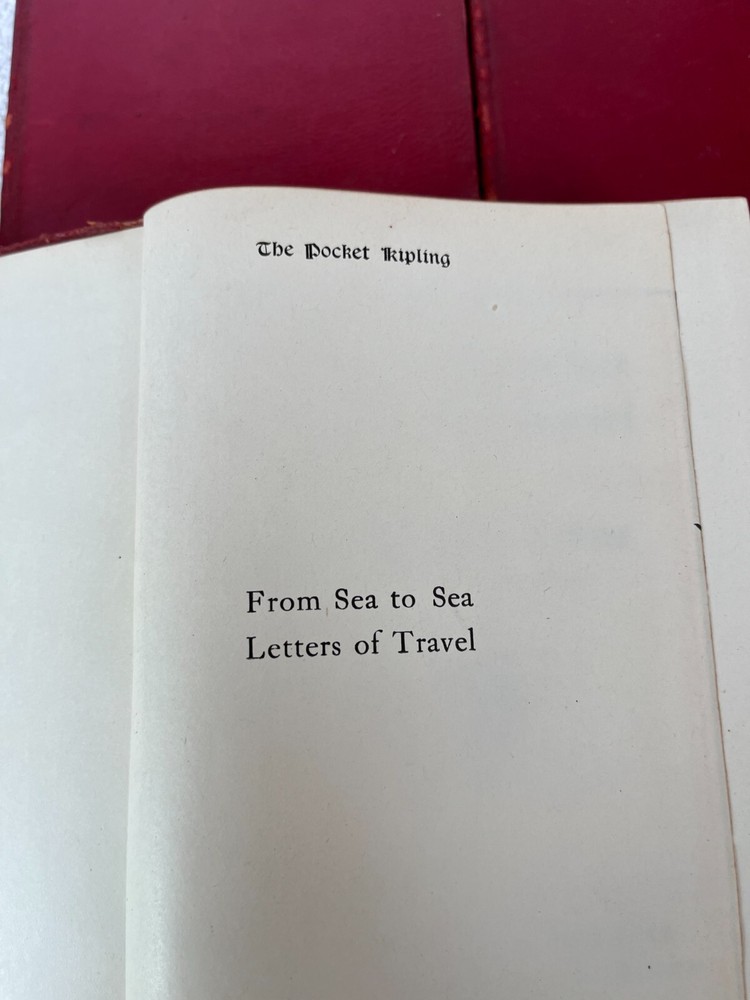 The Pocket Kipling
From Sea to Sea
Letters of Travel